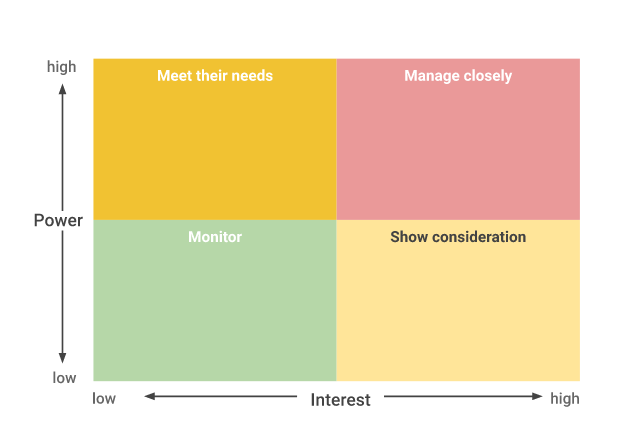 high
Meet their needs
Manage closely
Power
Monitor
Show consideration
low
low
Interest
high